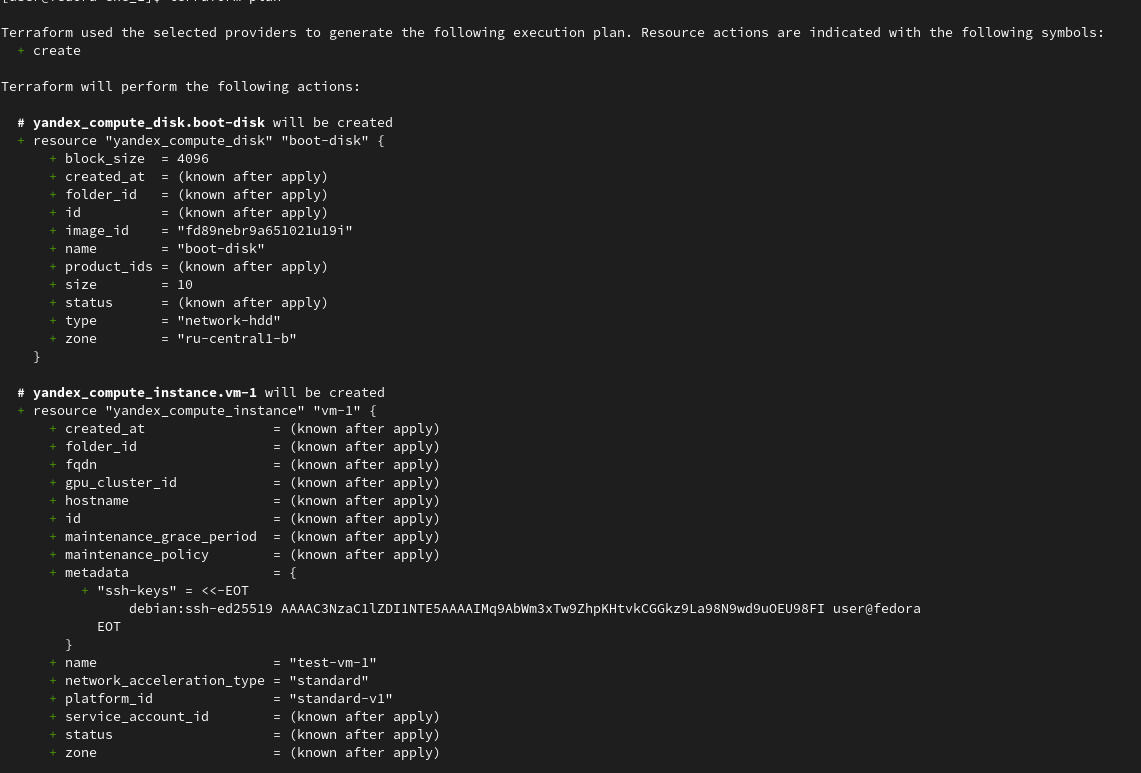 [user@fedora exe_1]$ terraform plan
Terraform used the selected providers to generate the following execution plan. Resource actions are indicated with the following symbols:
  + create
Terraform will perform the following actions:
  # yandex_compute_disk.boot-disk will be created
  + resource "yandex_compute_disk" "boot-disk" {
      + block_size  = 4096
      + created_at  = (known after apply)
      + folder_id   = (known after apply)
      + id          = (known after apply)
      + image_id    = "fd89nebr9a651021u19i"
      + name        = "boot-disk"
      + product_ids = (known after apply)
      + size        = 10
      + status      = (known after apply)
      + type        = "network-hdd"
      + zone        = "ru-central1-b"
    }
  # yandex_compute_instance.vm-1 will be created
  + resource "yandex_compute_instance" "vm-1" {
      + created_at                = (known after apply)
      + folder_id                 = (known after apply)
      + fqdn                      = (known after apply)
      + gpu_cluster_id            = (known after apply)
      + hostname                  = (known after apply)
      + id                        = (known after apply)
      + maintenance_grace_period  = (known after apply)
      + maintenance_policy        = (known after apply)
      + metadata                  = {
          + "ssh-keys" = <<-EOT
                debian:ssh-ed25519 AAAAC3NzaC1lZDI1NTE5AAAAIMq9AbWm3xTw9ZhpKHtvkCGGkz9La98N9wd9uOEU98FI user@fedora
            EOT
        }
      + name                      = "test-vm-1"
      + network_acceleration_type = "standard"
      + platform_id               = "standard-v1"
      + service_account_id        = (known after apply)
      + status                    = (known after apply)
      + zone                      = (known after apply)